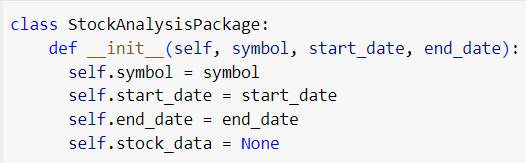 class StockAnalysisPackage:
    def __init__(self, symbol, start_date, end_date):
      self.symbol = symbol
      self.start_date = start_date
      self.end_date = end_date
      self.stock_data = None